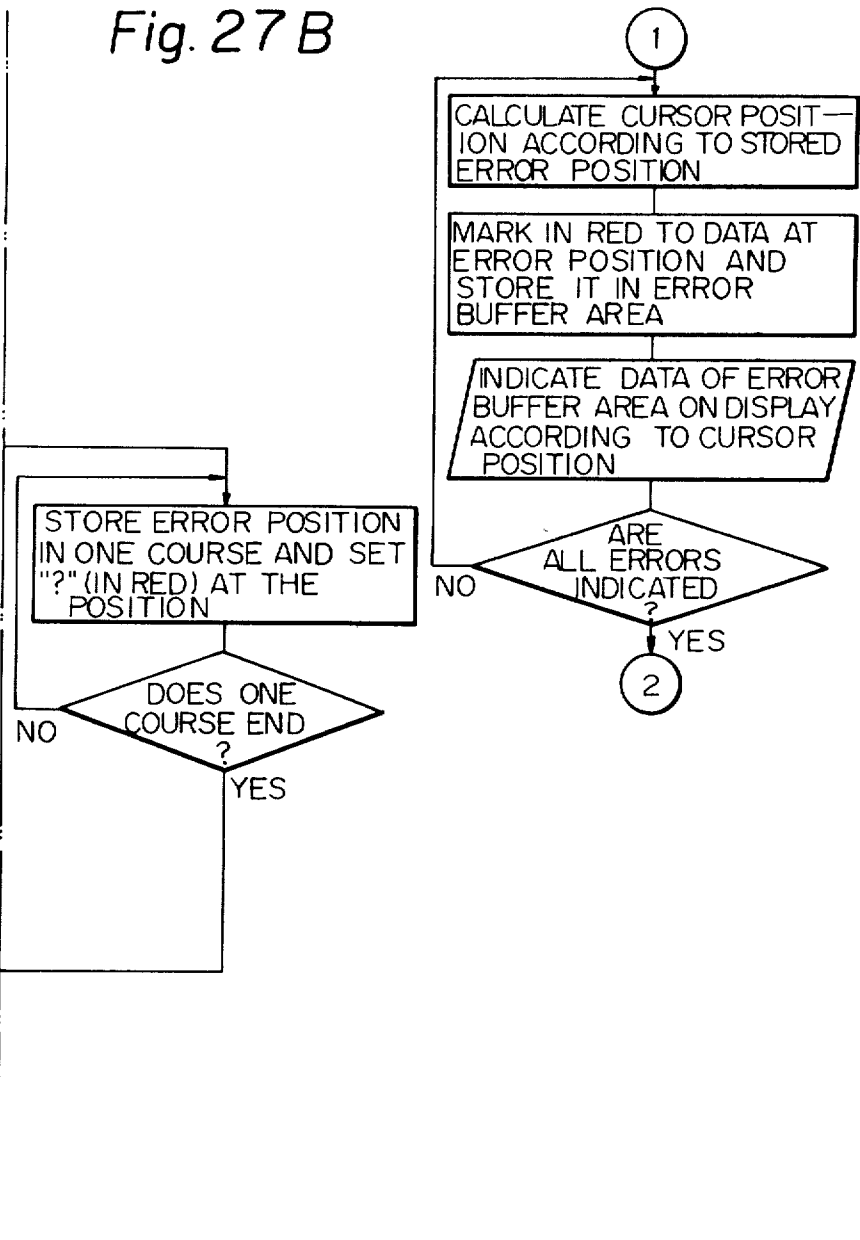 Fig. 27 B
STORE ERROR POSITION
IN ONE COURSE AND SET
"?" (IN RED) AT THE
POSITION
DOES ONE
COURSE END
?
NO
YES
1
CALCULATE CURSOR POSIT—
ION ACCORDING TO STORED
ERROR POSITION
MARK IN RED TO DATA AT
ERROR POSITION AND
STORE IT IN ERROR
BUFFER AREA
INDICATE DATA OF ERROR
BUFFER AREA ON DISPLAY
ACCORDING TO CURSOR
POSITION
ARE
ALL ERRORS
INDICATED
?
NO
YES
2